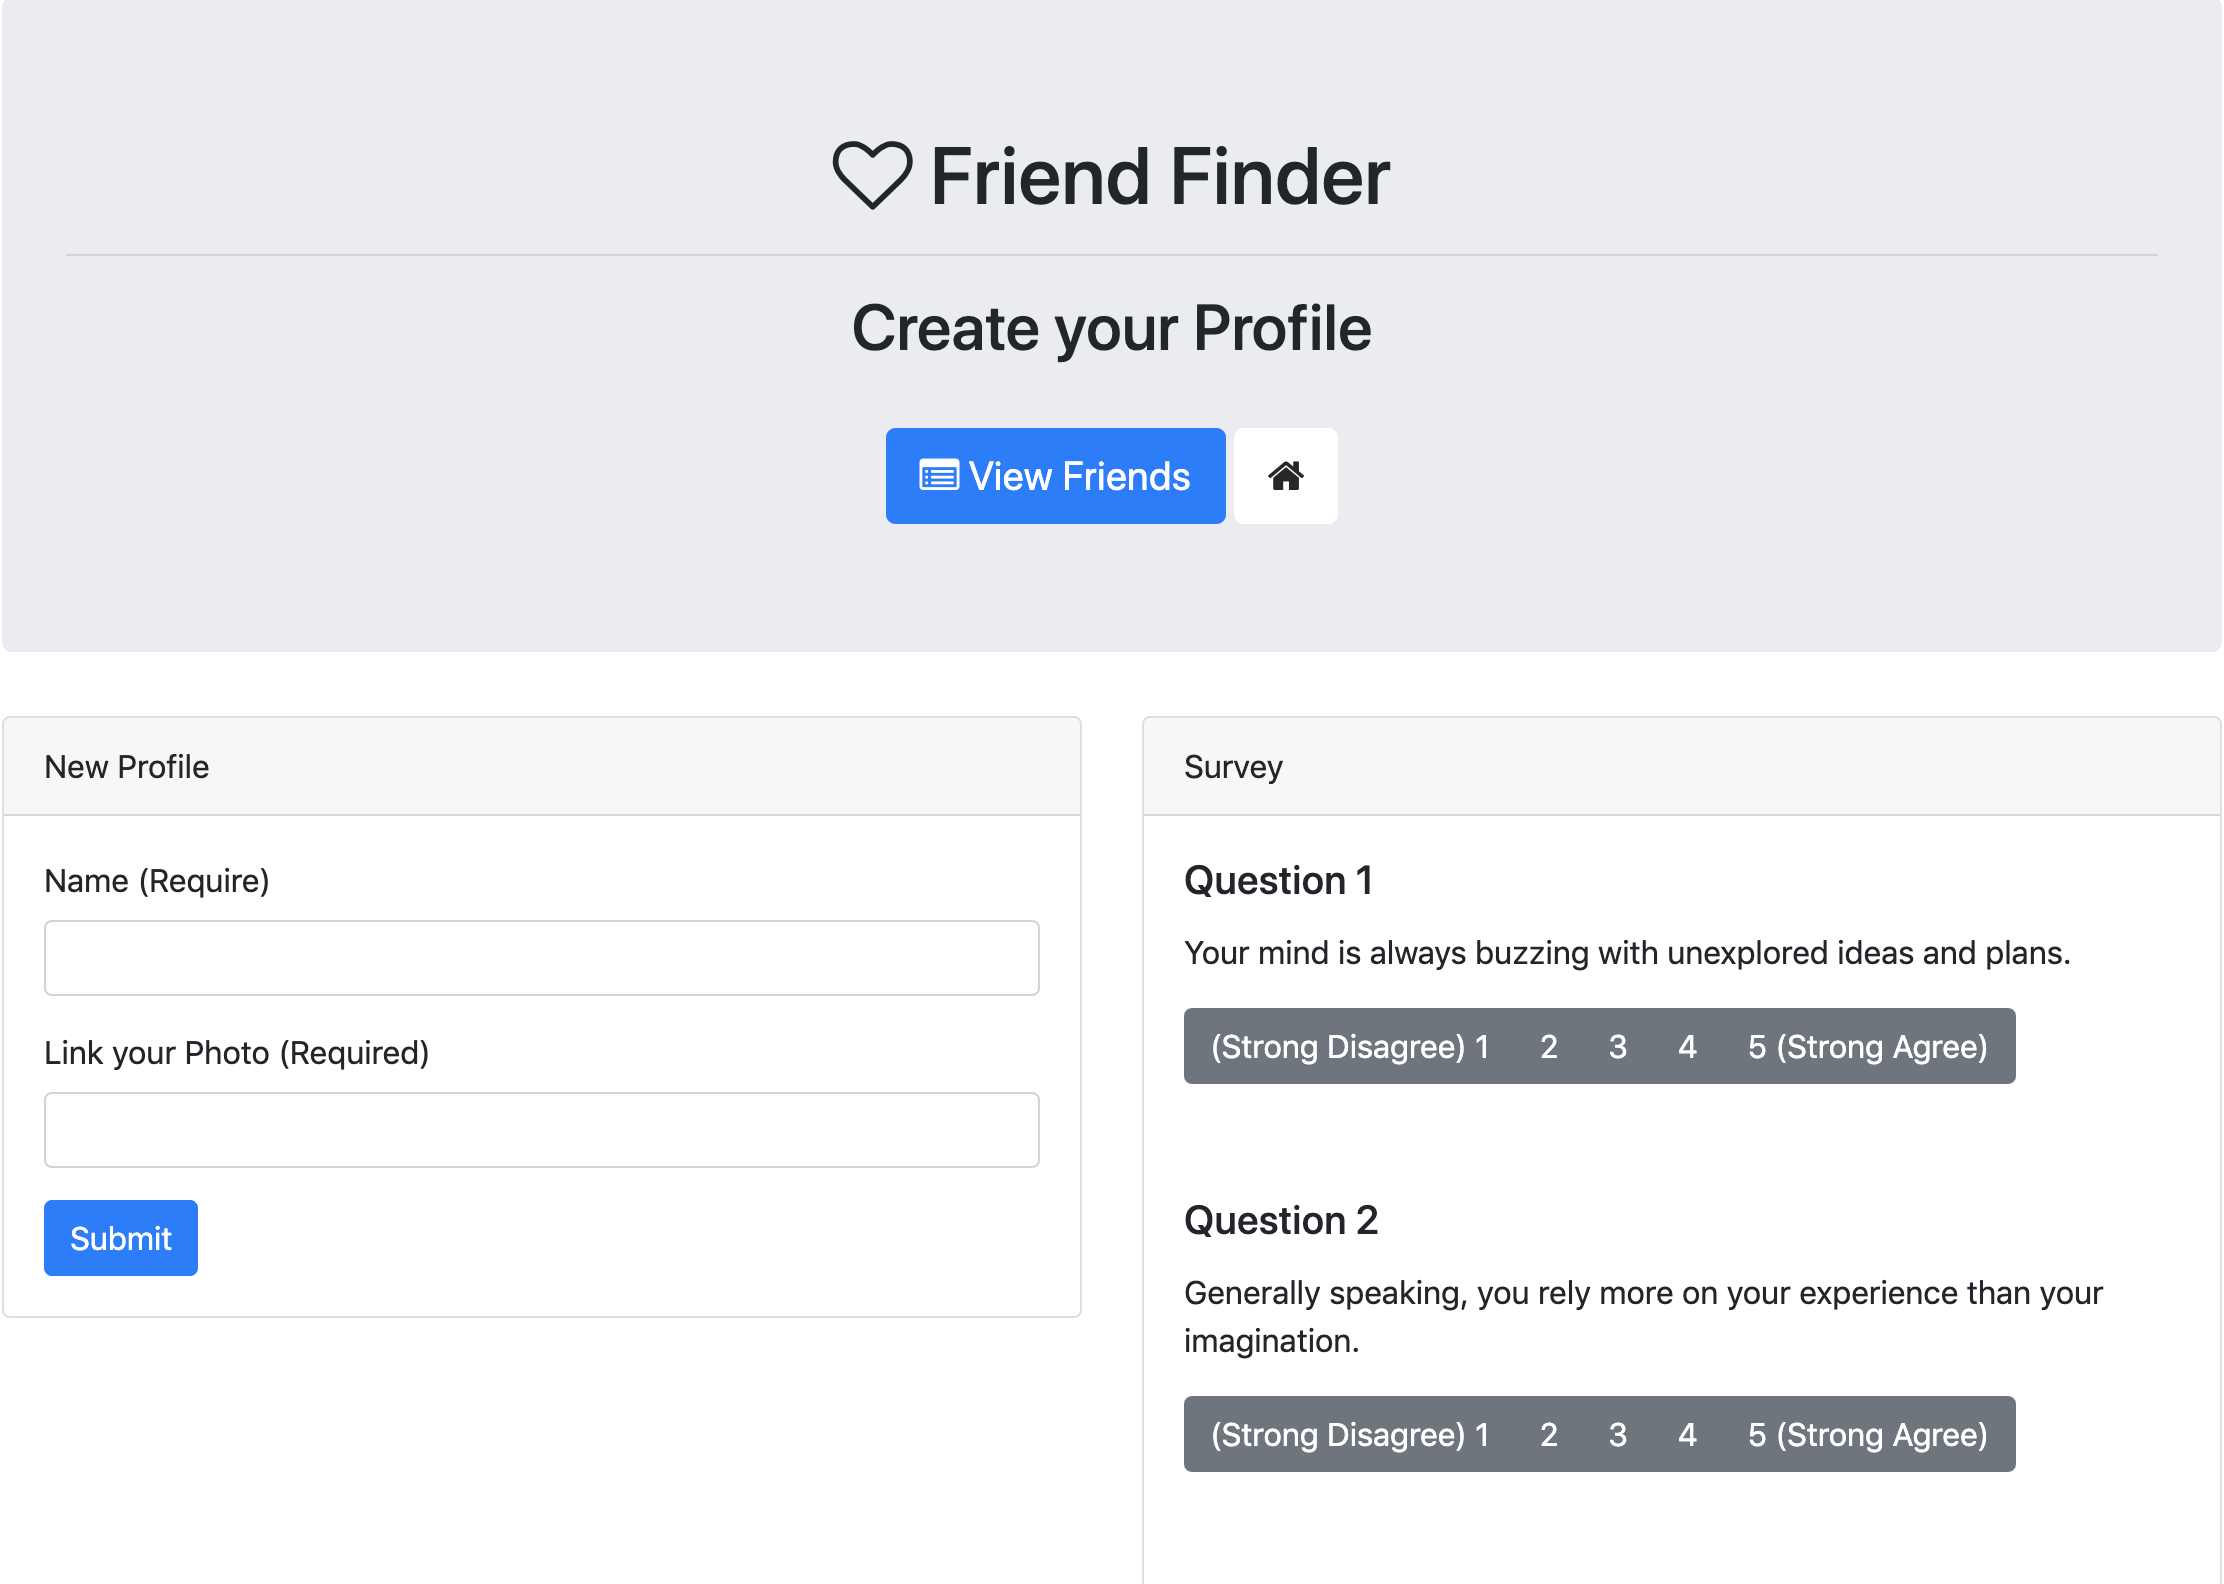 Friend Finder
Create your Profile
View Friends
New Profile
Name (Require)
Link your Photo (Required)
Submit
Survey
Question 1
Your mind is always buzzing with unexplored ideas and plans.
(Strong Disagree) 1 2 3 4 5 (Strong Agree)
Question 2
Generally speaking, you rely more on your experience than your
imagination.
(Strong Disagree) 1 2 3 4 5 (Strong Agree)